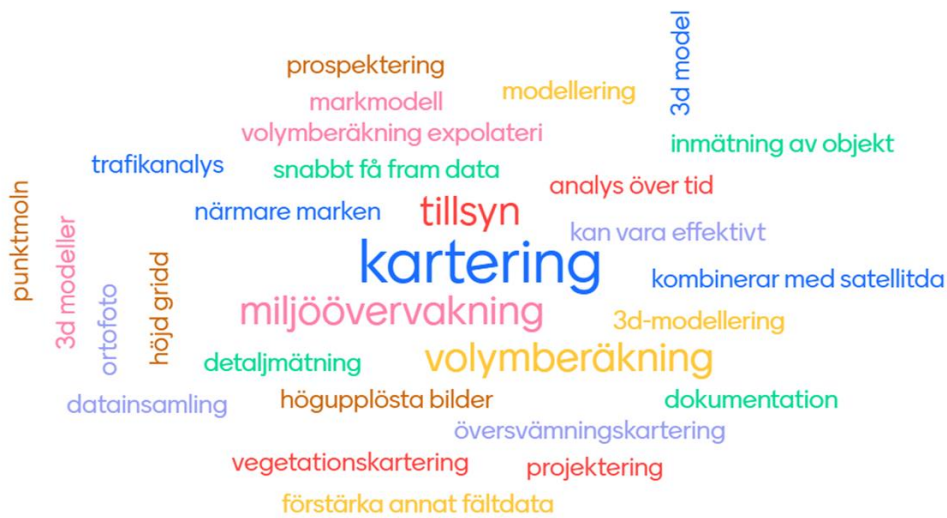 3d model
prospektering
modellering
markmodell
volymberäkning expolateri
inmätning av objekt
trafikanalys
snabbt få fram data
analys över tid
punktmoln
närmare marken
tillsyn
3d modeller
kan vara effektivt
kartering
höjd gridd
kombinerar med satellitda
ortofoto
miljöövervakning
3d-modellering
detaljmätning
volymberäkning
datainsamling
högupplösta bilder
dokumentation
översvämningskartering
vegetationskartering
projektering
förstärka annat fältdata